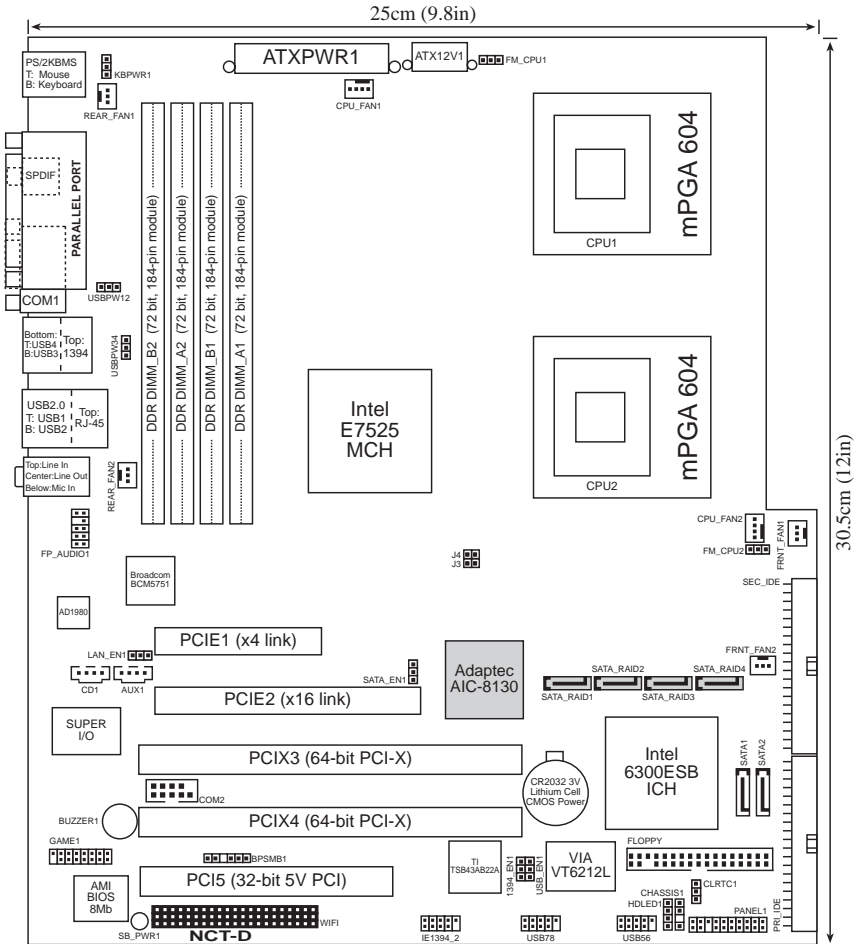 25cm (9.8in)
PS/2KBMS
T: Mouse
B: Keyboard
KBPWR1
REAR_FAN1
ATXPWR1
ATX12V1
FM_CPU1
CPU_FAN1
SPDIF
PARALLEL PORT
DDR DIMM_B2 (72 bit, 184-pin module)
DDR DIMM_A2 (72 bit, 184-pin module)
DDR DIMM_B1 (72 bit, 184-pin module)
DDR DIMM_A1 (72 bit, 184-pin module)
mPGA 604
CPU1
COM1
USBPW12
Bottom:
T:USB4
B:USB3
Top:
1394
USBPW34
USB2.0
T: USB1
B: USB2
Top:
RJ-45
Intel
E7525
MCH
mPGA 604
CPU2
30.5cm (12in)
Top:Line In
Center:Line Out
Below:Mic In
REAR_FAN2
FP_AUDIO1
CPU_FAN2
FRNT_FAN1
FM_CPU2
J4
J3
Broadcom
BCM5751
SEC_IDE
AD1980
PCIE1 (x4 link)
LAN_EN1
CD1
AUX1
SATA_EN1
Adaptec
AIC-8130
SATA_RAID2
SATA_RAID4
SATA_RAID1
SATA_RAID3
FRNT_FAN2
PCIE2 (x16 link)
SUPER
I/O
PCIX3 (64-bit PCI-X)
COM2
CR2032 3V
Lithium Cell
CMOS Power
Intel
6300ESB
ICH
SATA1
SATA2
BUZZER1
PCIX4 (64-bit PCI-X)
GAME1
BPSMB1
TI
TSB43AB22A
1394_EN1
USB_EN1
VIA
VT6212L
FLOPPY
PCI5 (32-bit 5V PCI)
AMI
BIOS
8Mb
CLRTC1
CHASSIS1
HDLED1
PANEL1
PRI_IDE
SB_PWR1
WIFI
NCT-D
IE1394_2
USB78
USB56